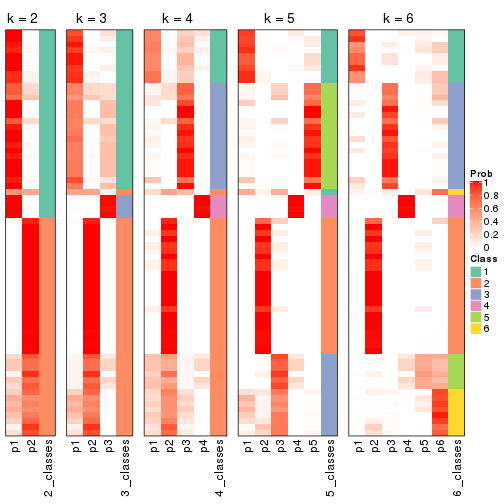 k = 2
k = 3
k = 4
k = 5
k = 6
p1
p2
2_classes
p1
p2
p3
3_classes
p1
p2
p3
p4
4_classes
p1
p2
p3
p4
p5
5_classes
p1
p2
p3
p4
p5
p6
6_classes
Prob
1
0.8
0.6
0.4
0.2
0
Class
1
2
3
4
5
6